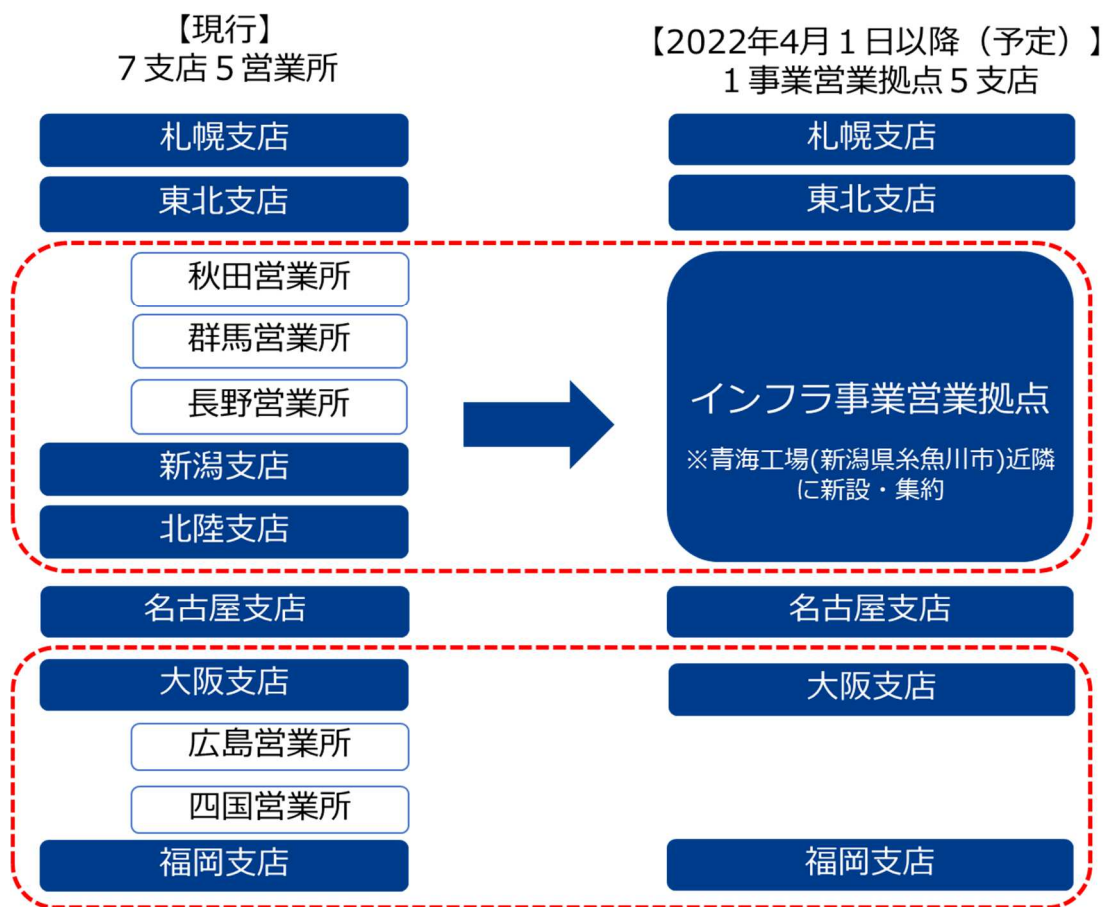 【現行】
7支店5営業所
札幌支店
東北支店
秋田営業所
群馬営業所
長野営業所
新潟支店
北陸支店
名古屋支店
大阪支店
広島営業所
四国営業所
福岡支店
【2022年4月１日以降（予定）】
１事業営業拠点５支店
札幌支店
東北支店
インフラ事業営業拠点
※青海工場(新潟県糸魚川市)近隣
に新設・集約
名古屋支店
大阪支店
福岡支店